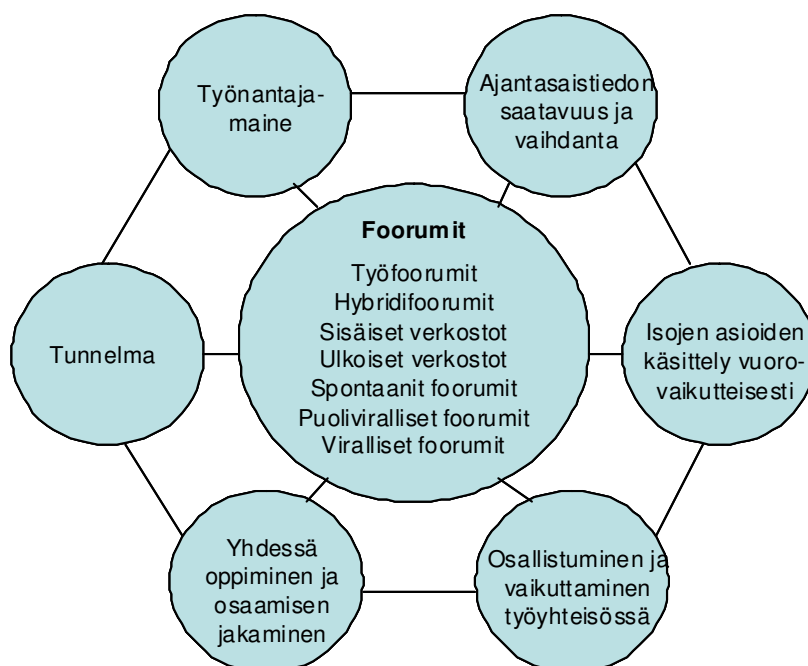 Työnantaja-
maine
Ajantasaistiedon
saatavuus ja
vaihdanta
Foorumit
Työfoorumit
Hybridifoorumit
Sisäiset verkostot
Ulkoiset verkostot
Spontaanit foorumit
Puoliviralliset foorumit
Viralliset foorumit
Tunnelma
Isojen asioiden
käsittely vuoro-
vaikutteisesti
Yhdessä
oppiminen ja
osaamisen
jakaminen
Osallistuminen ja
vaikuttaminen
työyhteisössä